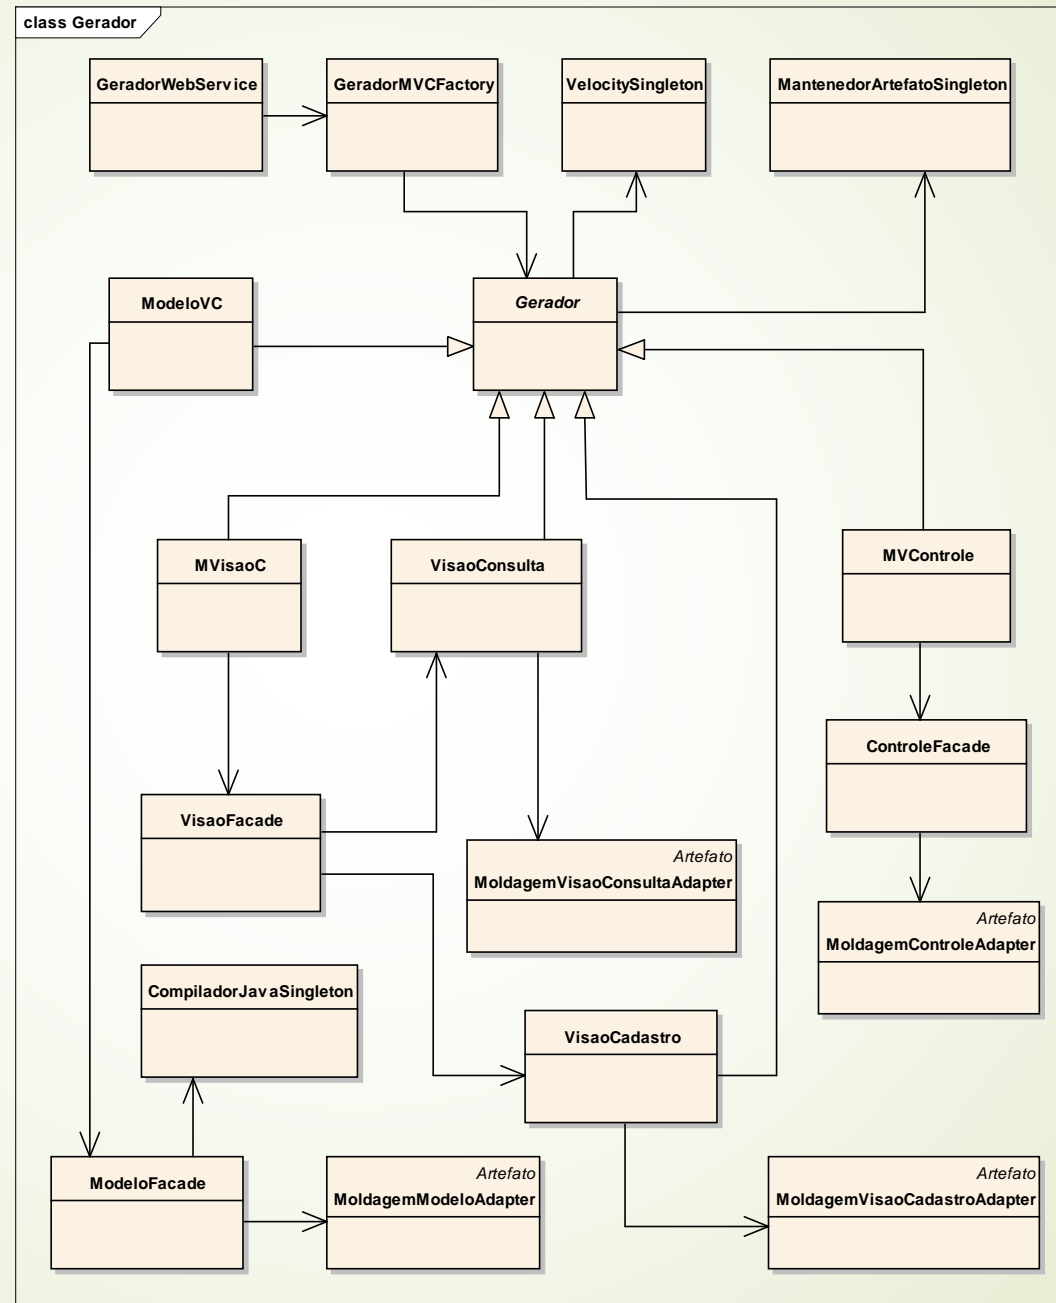 class Gerador
GeradorWebService
GeradorMVCFactory
VelocitySingleton
MantenedorArtefatoSingleton
ModeloVC
Gerador
MVisaoC
VisaoConsulta
MVControle
ControleFacade
VisaoFacade
Artefato
MoldagemVisaoConsultaAdapter
Artefato
MoldagemControleAdapter
CompiladorJavaSingleton
VisaoCadastro
ModeloFacade
Artefato
MoldagemModeloAdapter
Artefato
MoldagemVisaoCadastroAdapter